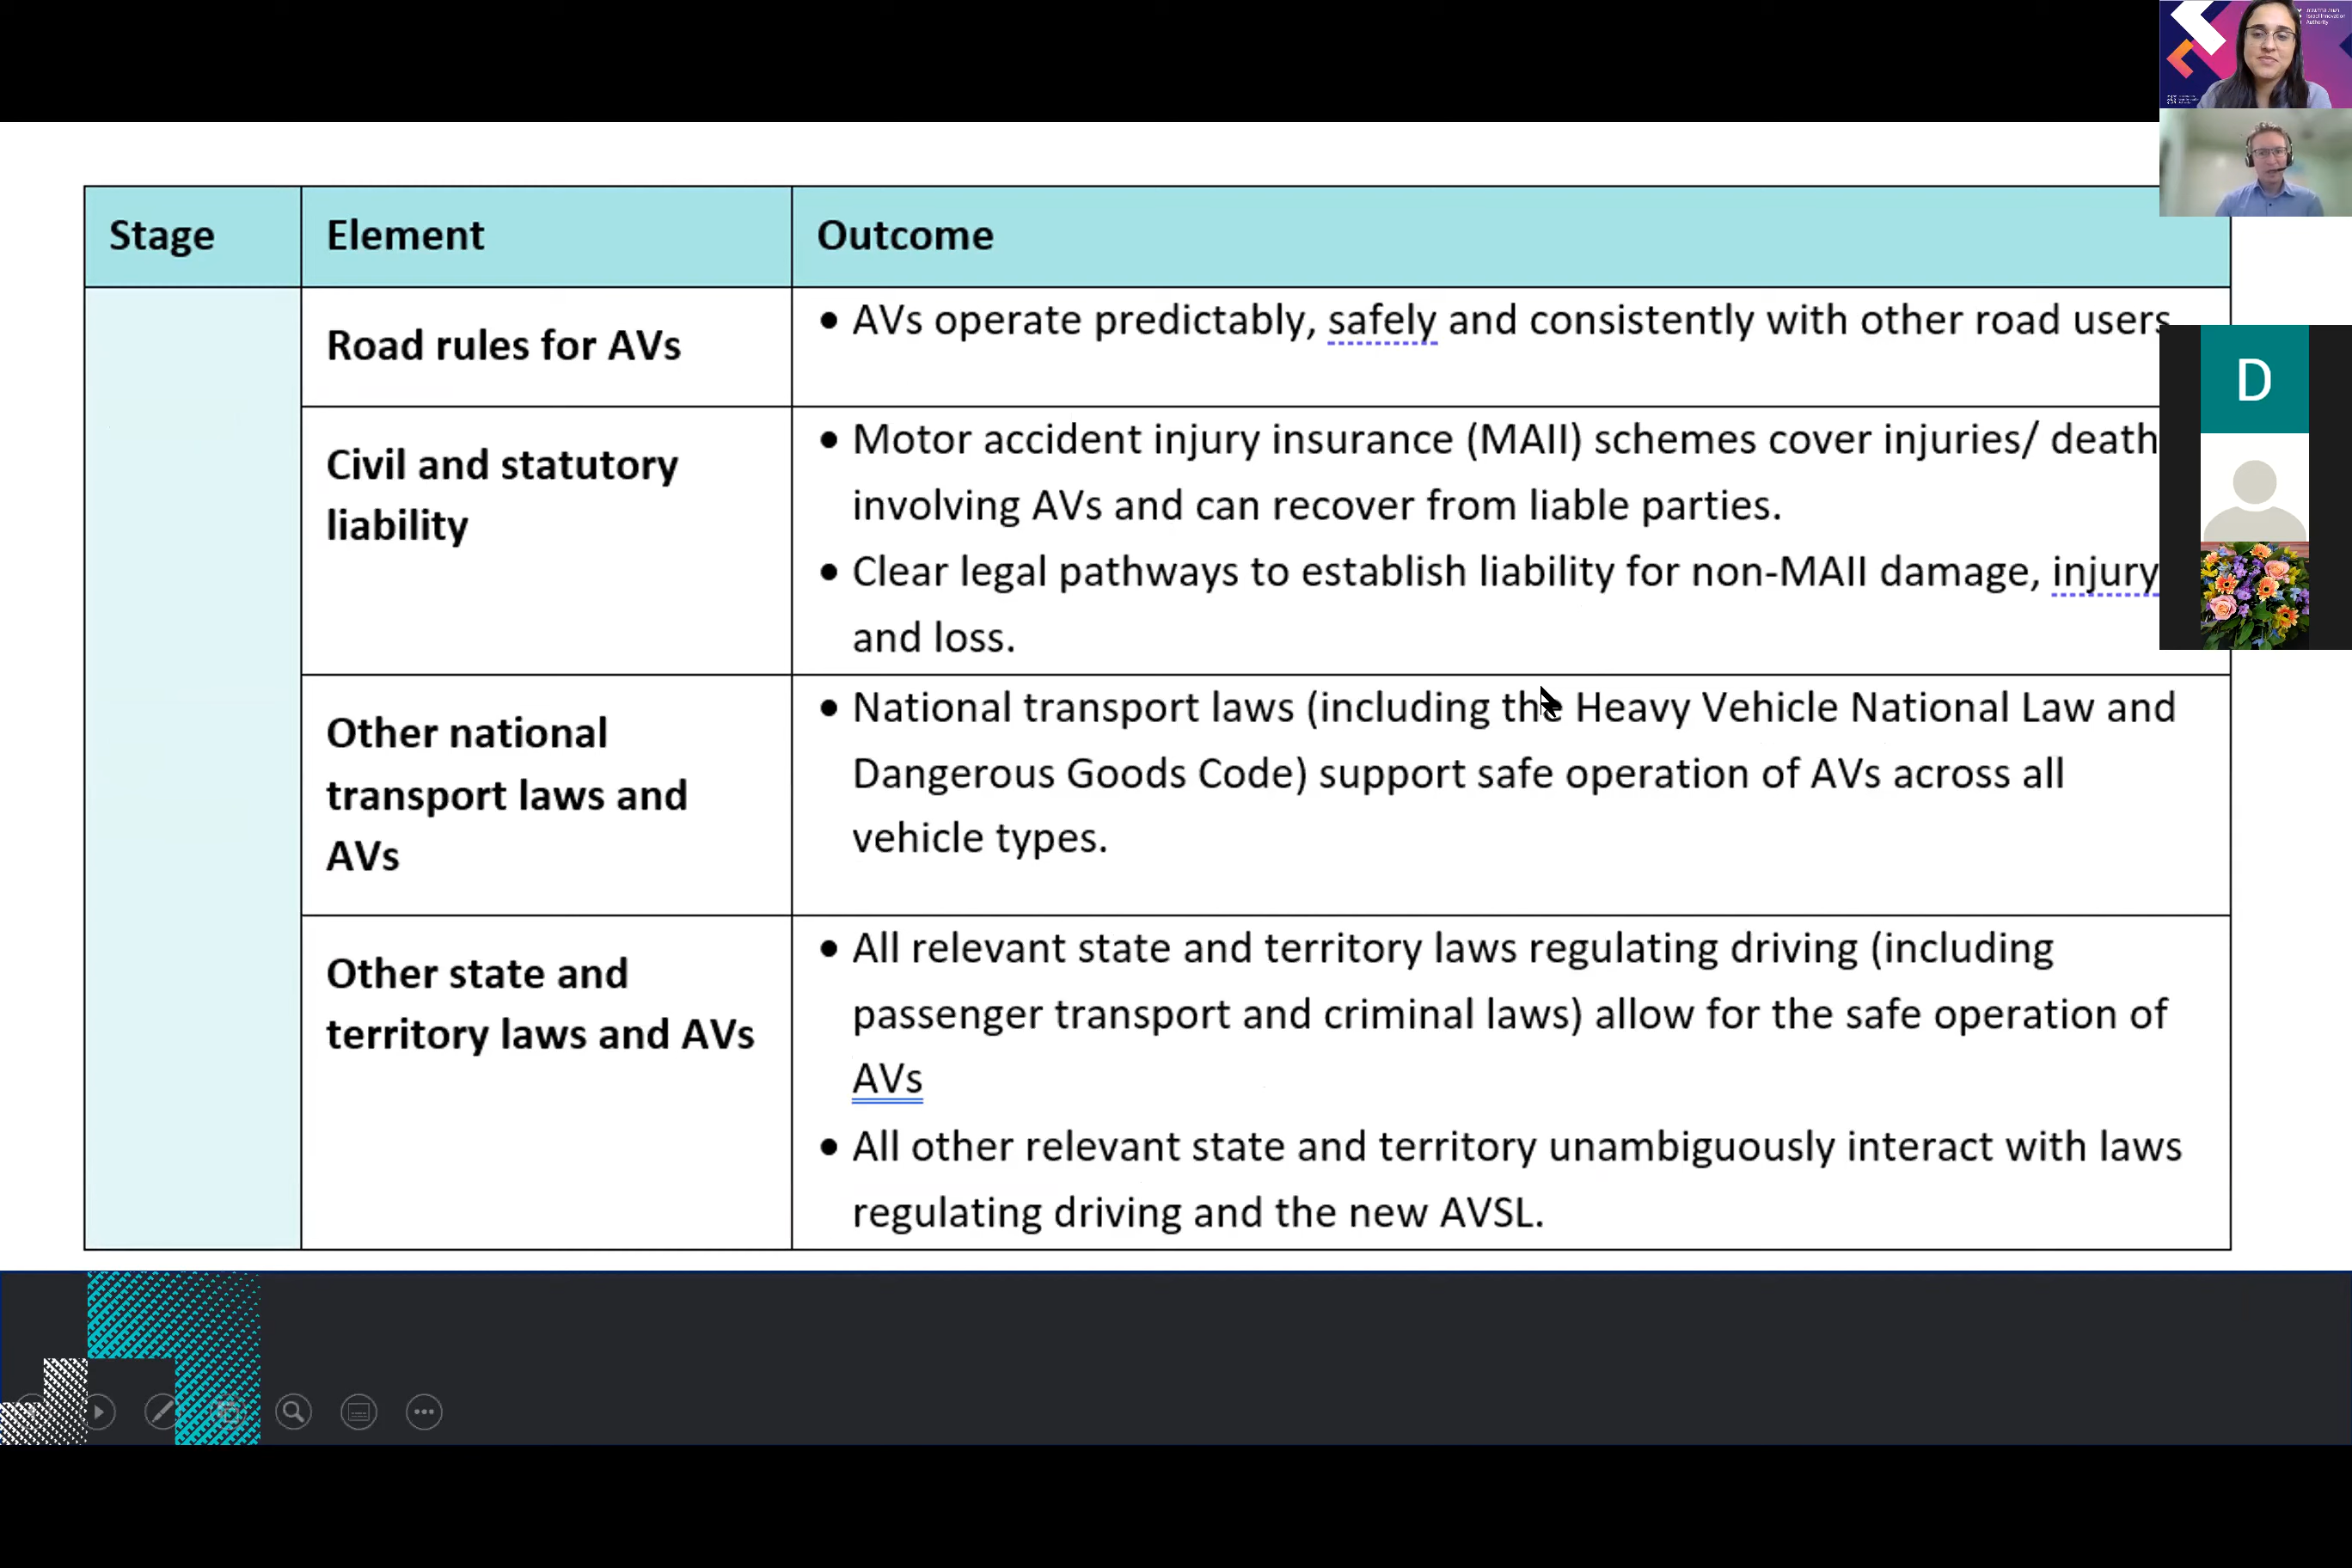 Israel Innovation
Authority
Stage
Element
Outcome
Road rules for AVs
• AVs operate predictably, safely and consistently with other road users
Civil and statutory
liability
• Motor accident injury insurance (MAII) schemes cover injuries/ death
involving AVs and can recover from liable parties.
• Clear legal pathways to establish liability for non-MAII damage, injury
and loss.
Other national
transport laws and
AVs
• National transport laws (including the Heavy Vehicle National Law and
Dangerous Goods Code) support safe operation of AVs across all
vehicle types.
Other state and
territory laws and AVs
• All relevant state and territory laws regulating driving (including
passenger transport and criminal laws) allow for the safe operation of
AVs
• All other relevant state and territory unambiguously interact with laws
regulating driving and the new AVSL.
D